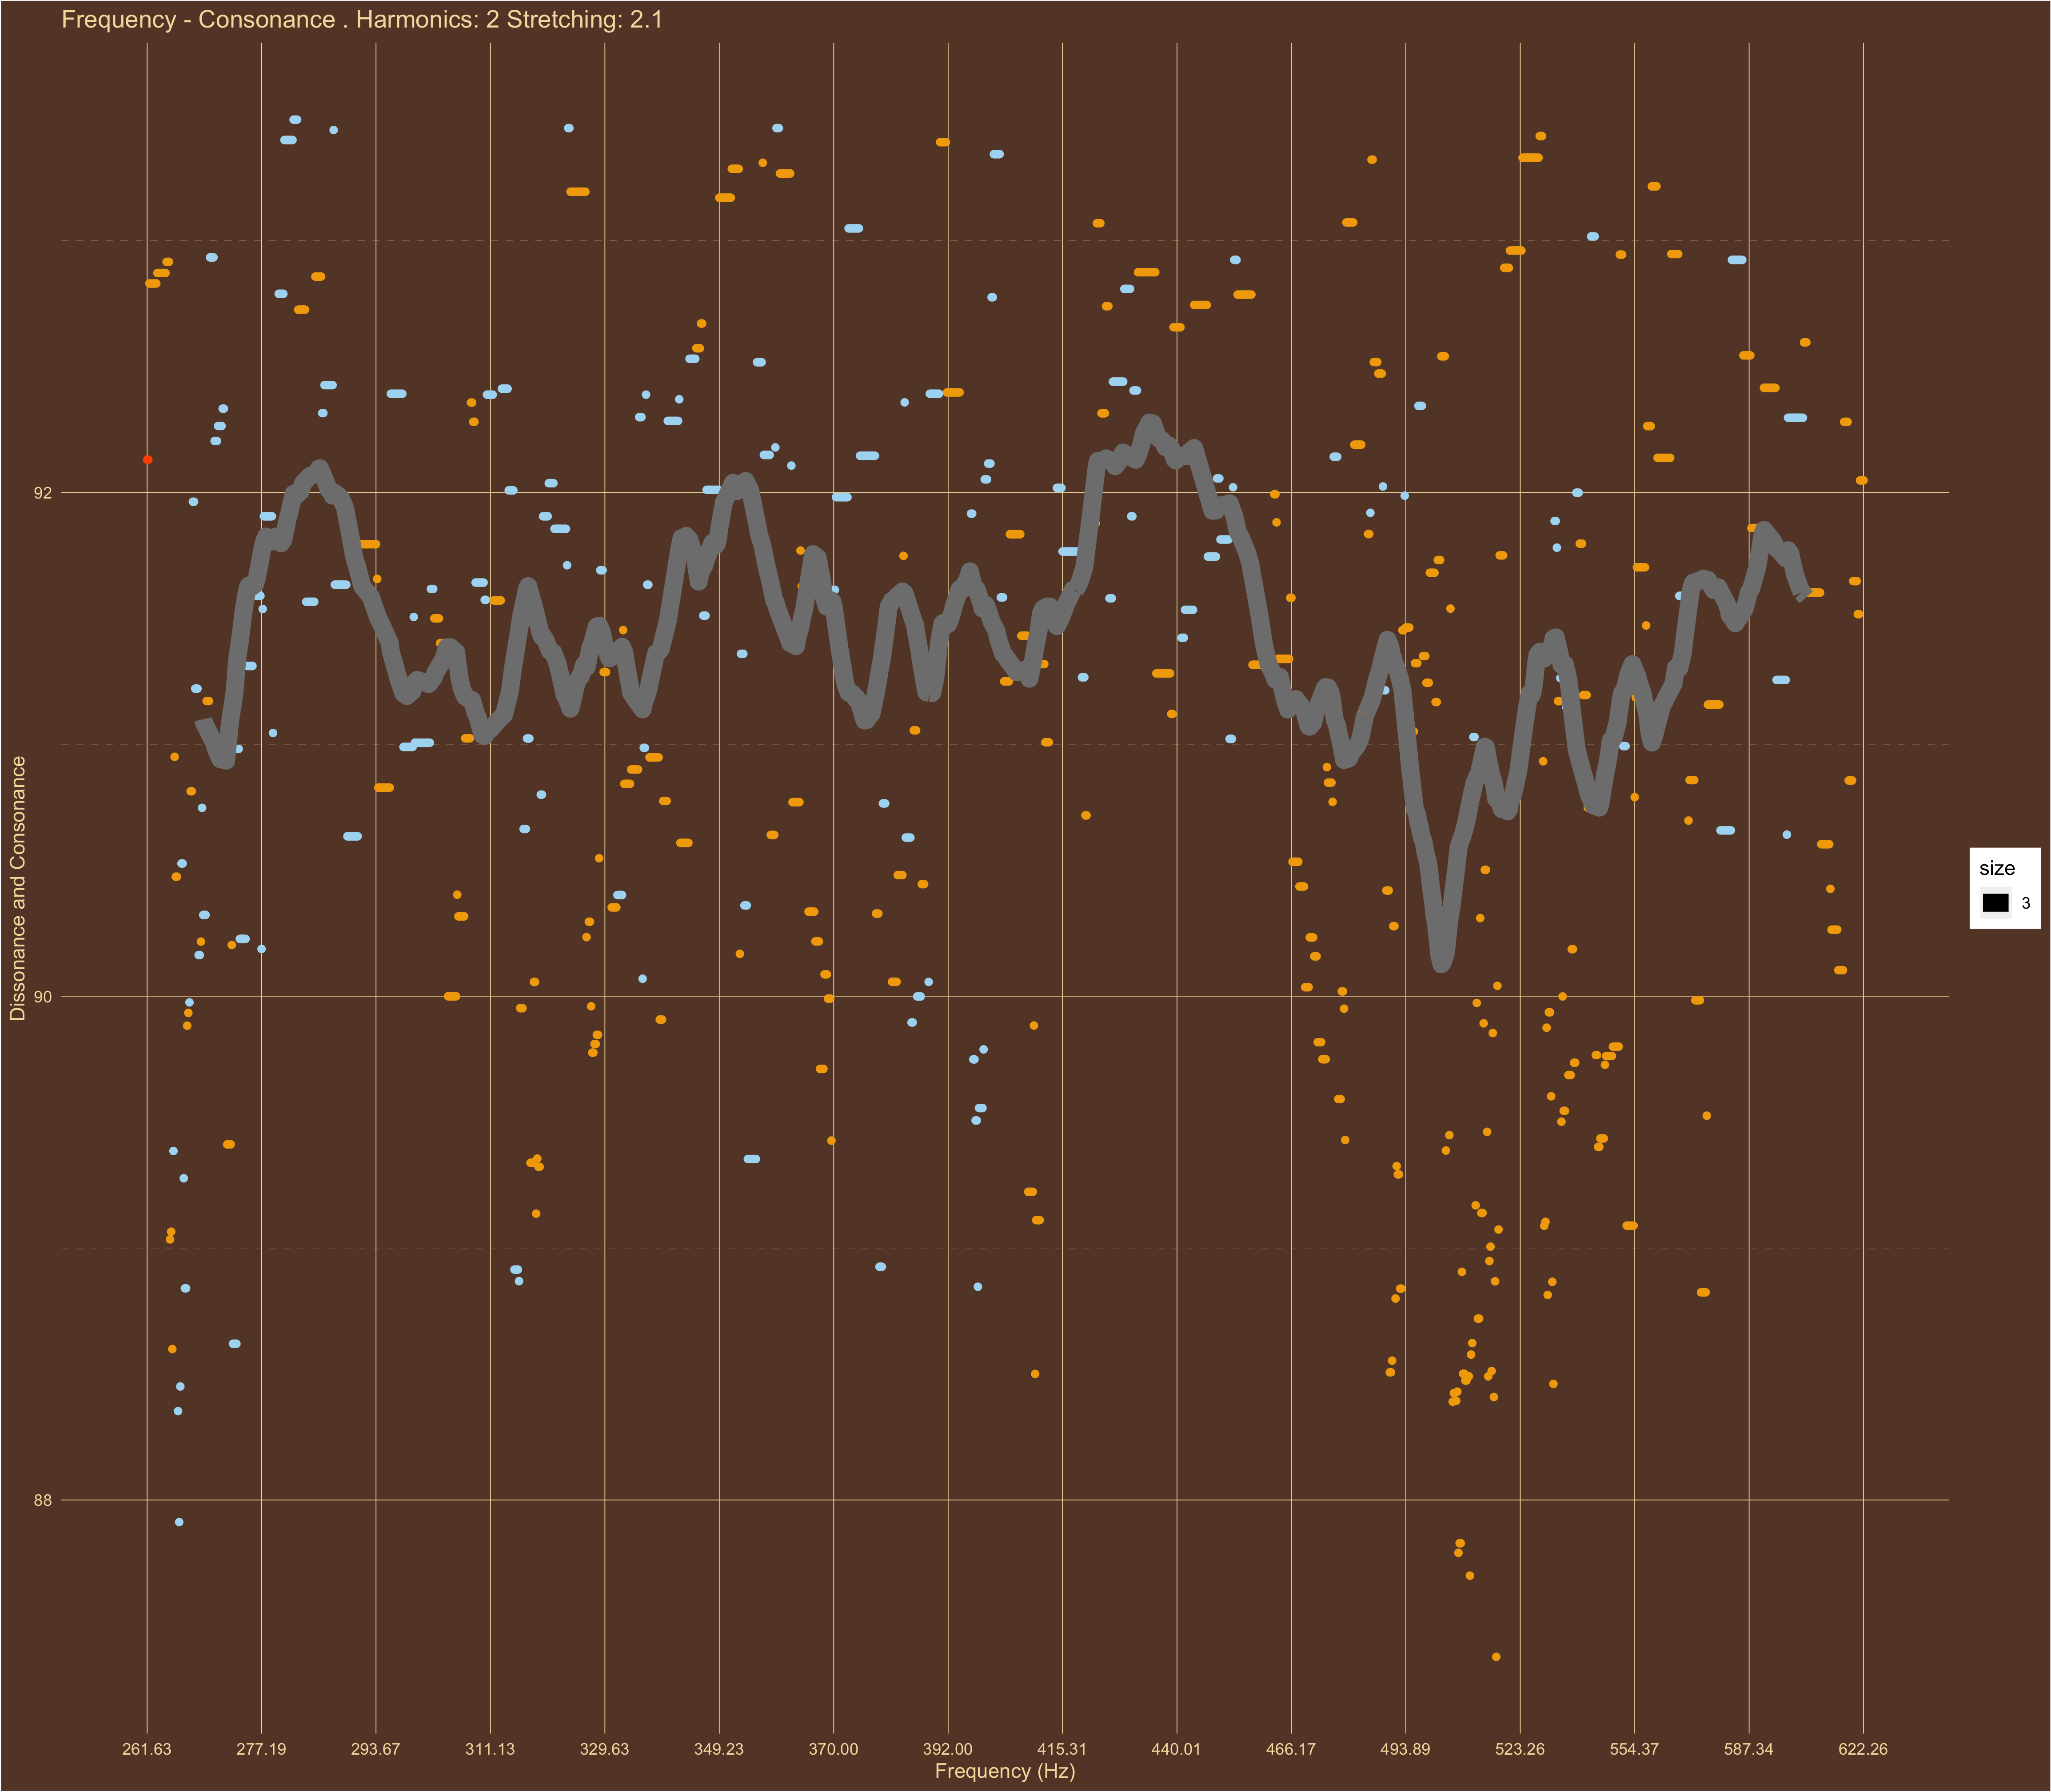 Frequency - Consonance . Harmonics: 2 Stretching: 2.1
Dissonance and Consonance
92
90
88
261.63 277.19 293.67 311.13 329.63 349.23 370.00 392.00 415.31 440.01 466.17 493.89 523.26 554.37 587.34 622.26
Frequency (Hz)
size
3